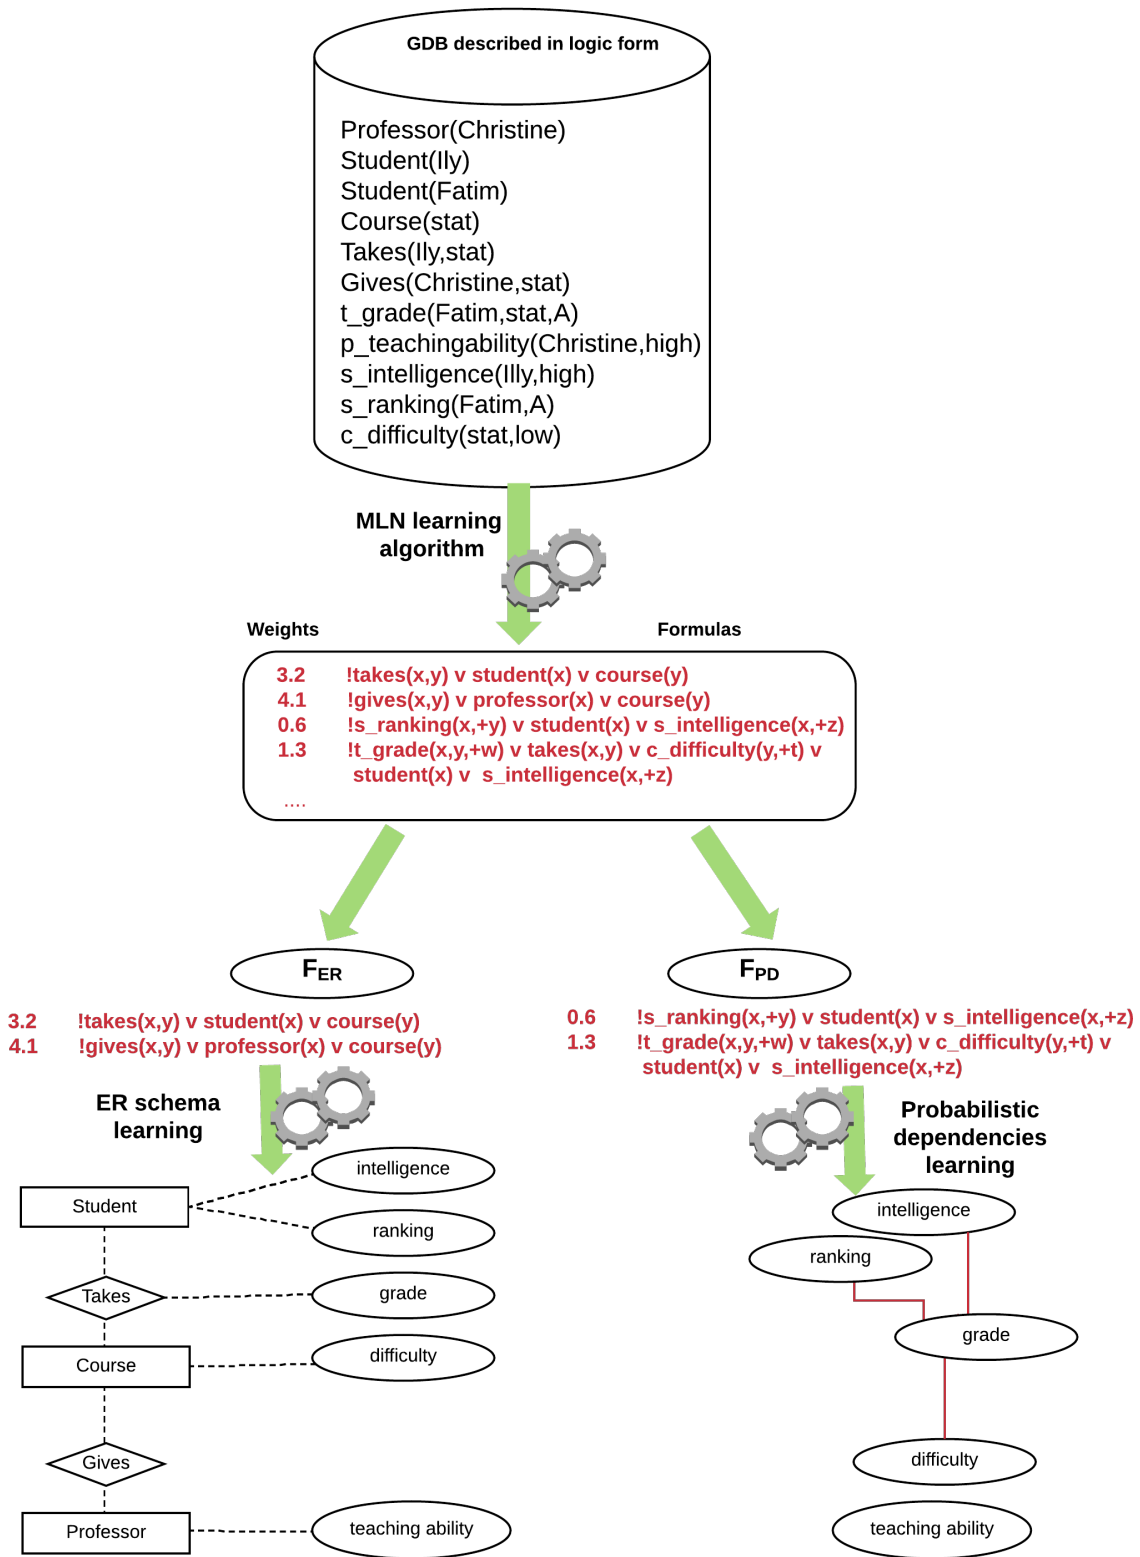 GDB described in logic form
Professor(Christine)
Student(Ily)
Student(Fatim)
Course(stat)
Takes(Ily,stat)
Gives(Christine,stat)
t_grade(Fatim,stat,A)
p_teachingability(Christine,high)
s_intelligence(Illy,high)
s_ranking(Fatim,A)
c_difficulty(stat,low)
MLN learning
algorithm
Weights Formulas
3.2 !takes(x,y) v student(x) v course(y)
4.1 !gives(x,y) v professor(x) v course(y)
0.6 !s_ranking(x,+y) v student(x) v s_intelligence(x,+z)
1.3 !t_grade(x,y,+w) v takes(x,y) v c_difficulty(y,+t) v
student(x) v s_intelligence(x,+z)
....
FER
3.2 !takes(x,y) v student(x) v course(y)
4.1 !gives(x,y) v professor(x) v course(y)
ER schema
learning
Student
intelligence
ranking
Takes
grade
Course
difficulty
Gives
Professor
teaching ability
FPD
0.6 !s_ranking(x,+y) v student(x) v s_intelligence(x,+z)
1.3 !t_grade(x,y,+w) v takes(x,y) v c_difficulty(y,+t) v
student(x) v s_intelligence(x,+z)
Probabilistic
dependencies
learning
intelligence
ranking
grade
difficulty
teaching ability